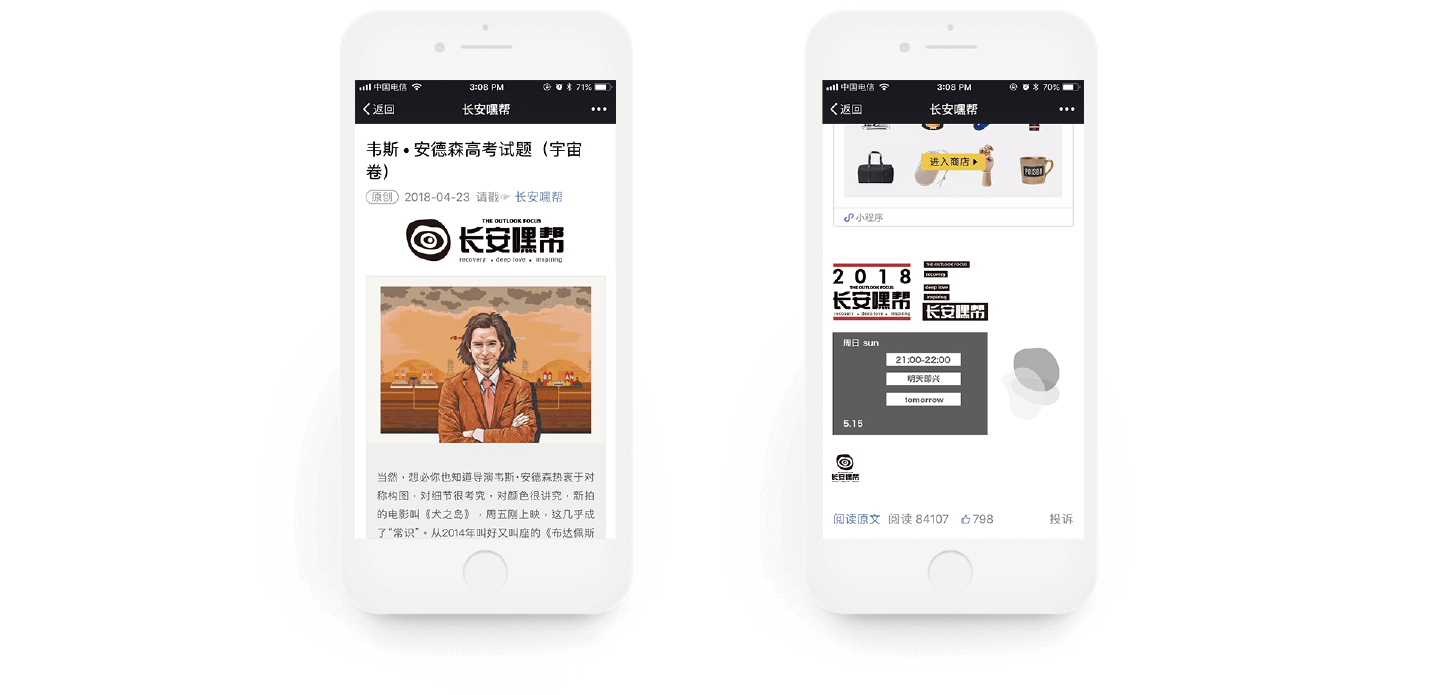 中国电信
3:08 PM
71%
返回
长安嘿帮
韦斯•安德森高考试题（宇宙
卷）
原创 2018-04-23 请戳☞ 长安嘿帮
THE OUTLOOK FOCUS
长安嘿帮
recovery • deep love • inspiring
当然，想必你也知道导演韦斯·安德森热衷于对
称构图，对细节很考究，对颜色很讲究，新拍
的电影叫《犬之岛》，周五刚上映，这几乎成
了“常识”。从2014年叫好又叫座的《布达佩斯
中国电信
3:08 PM
70%
返回
长安嘿帮
进入商店
POISON
小程序
2018
THE OUTLOOK FOCUS
长安嘿帮
recovery • deep love • inspiring
THE OUTLOOK FOCUS
recovery
deep love
inspiring
长安嘿帮
周日 sun
21:00-22:00
明天即兴
tomorrow
5.15
长安嘿帮
阅读原文 阅读 84107 798 投诉